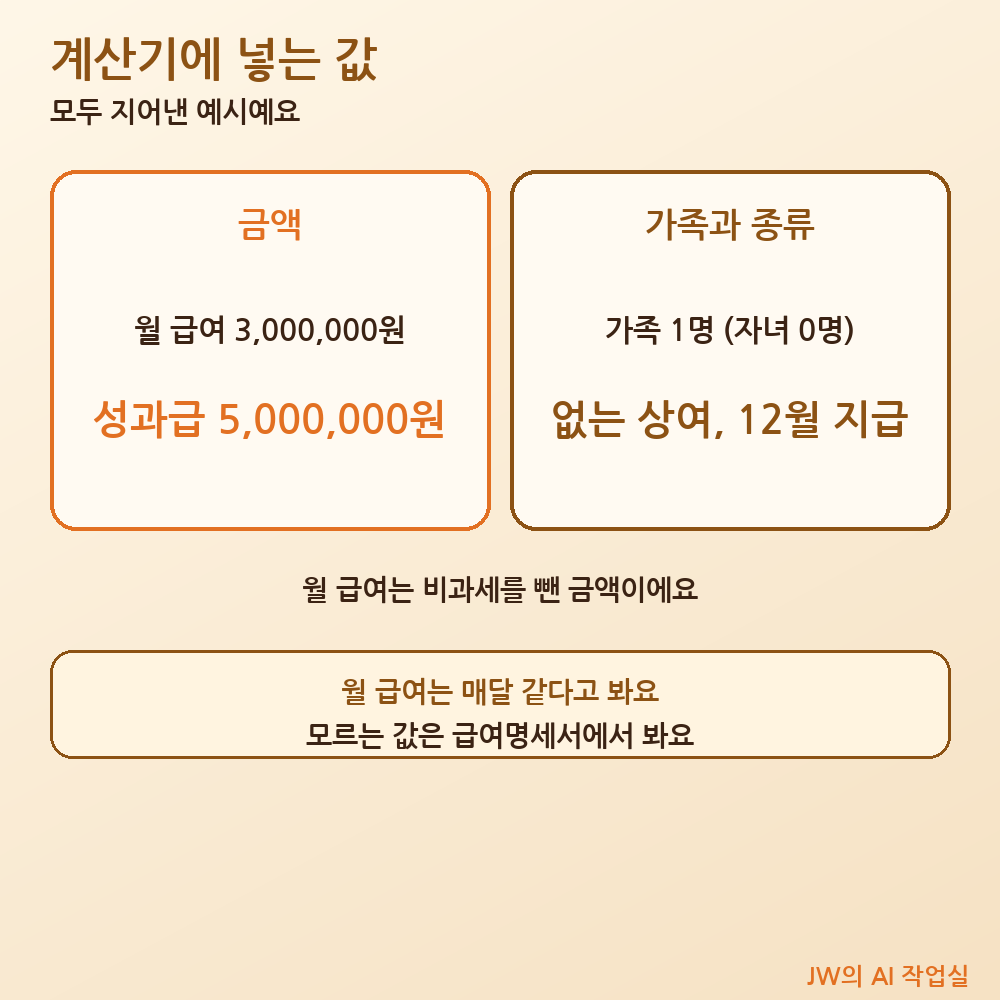 계산기에 넣는 값
모두 지어낸 예시예요
금액
월 급여 3,000,000원
성과급 5,000,000원
가족과 종류
가족 1명 (자녀 0명)
없는 상여, 12월 지급
월 급여는 비과세를 뺀 금액이에요
월 급여는 매달 같다고 봐요
모르는 값은 급여명세서에서 봐요
JW의 AI 작업실